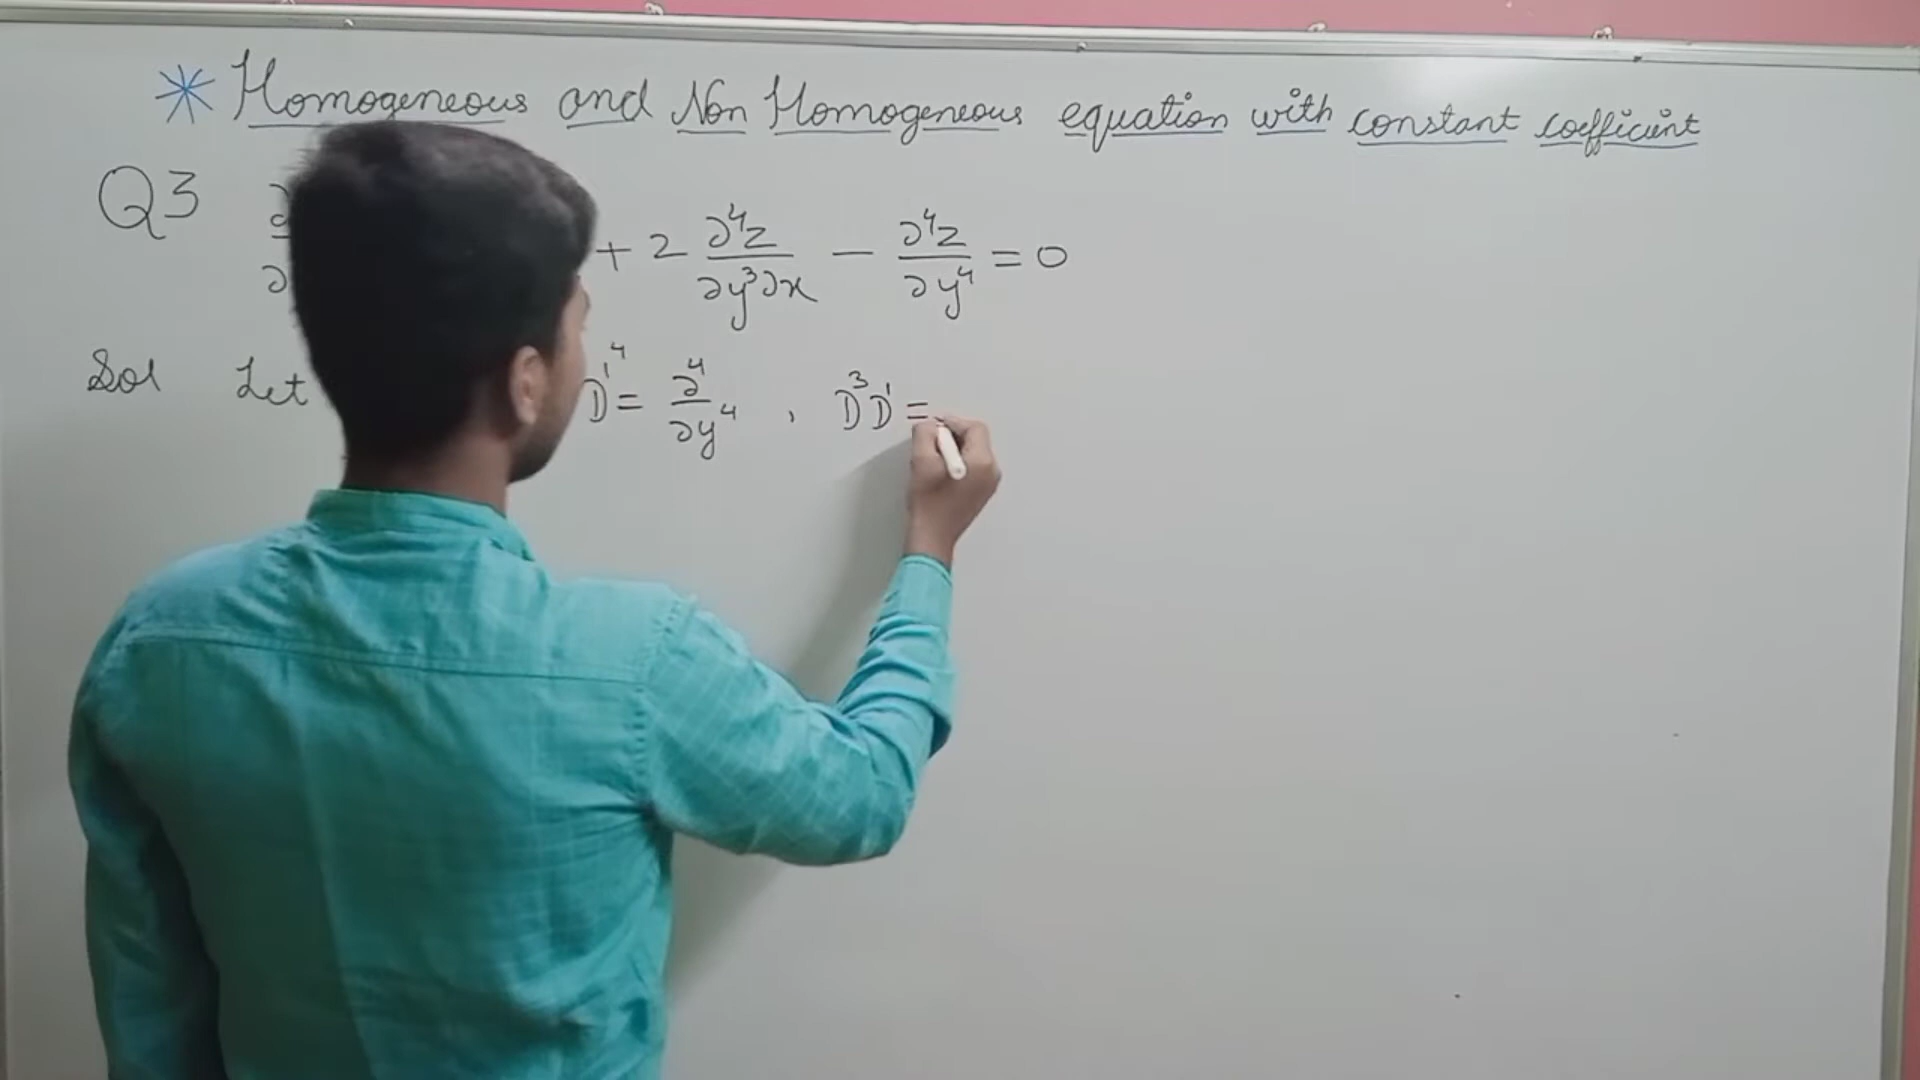 * Homogeneous and Non Homogeneous equation with constant coefficient
Q3 ∂ ∂ + 2 ∂⁴z/∂y³∂x − ∂⁴z/∂y⁴ = 0
Sol Let D'⁴ = ∂⁴/∂y⁴ , D³D' =